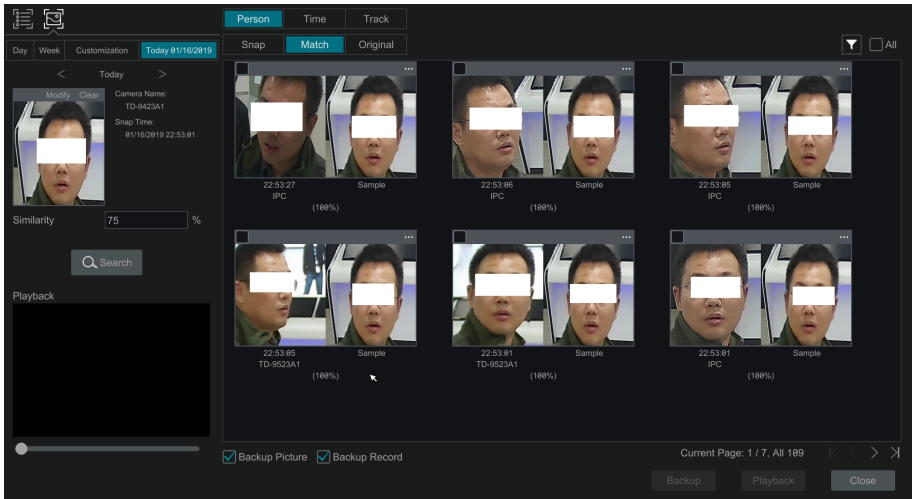 Person Time Track
Day Week Customization Today 01/16/2019
Snap Match Original
All
< Today >
Modify Clear
Camera Name:
TD-9423A1
Snap Time:
01/16/2019 22:53:01
Similarity 75 %
Search
Playback
22:53:27 Sample
IPC
(100%)
22:53:06 Sample
IPC
(100%)
22:53:05 Sample
IPC
(100%)
22:53:05 Sample
TD-9523A1
(100%)
22:53:01 Sample
TD-9523A1
(100%)
22:53:01 Sample
IPC
(100%)
Backup Picture Backup Record
Current Page: 1 / 7, All 109
Backup Playback Close